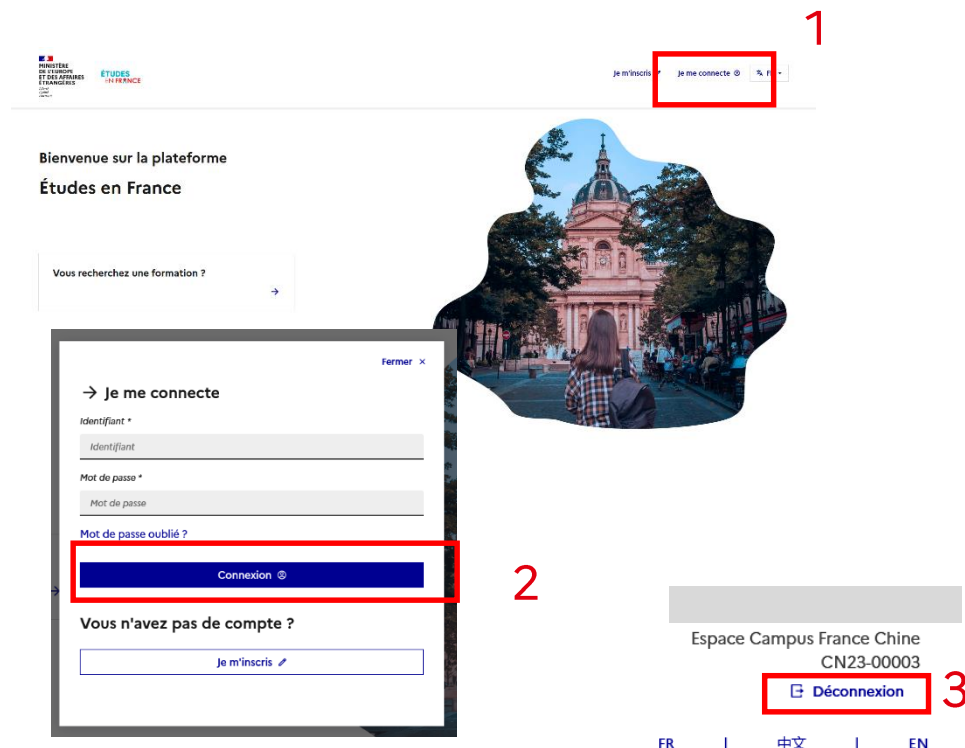 1
MINISTÈRE
DE L'EUROPE
ET DES AFFAIRES
ÉTRANGÈRES
ÉTUDES
EN FRANCE
Je m'inscris
Je me connecte
FR
Bienvenue sur la plateforme
Études en France
Vous recherchez une formation ?
→
Fermer ×
→ Je me connecte
Identifiant *
Identifiant
Mot de passe *
Mot de passe
Mot de passe oublié ?
Connexion
2
Vous n'avez pas de compte ?
Je m'inscris
Espace Campus France Chine
CN23-00003
Déconnexion
3
FR | 中文 | EN